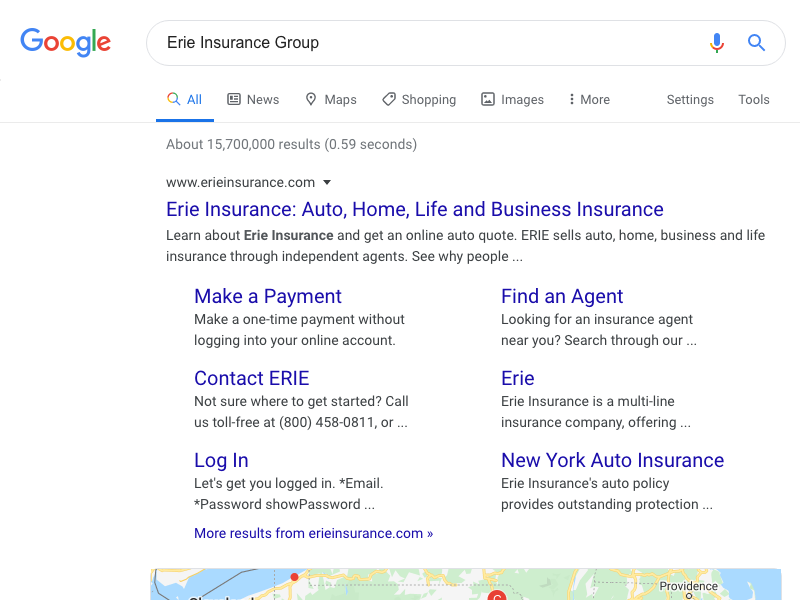 Google
Erie Insurance Group
All
News
Maps
Shopping
Images
More
Settings
Tools
About 15,700,000 results (0.59 seconds)
www.erieinsurance.com
Erie Insurance: Auto, Home, Life and Business Insurance
Learn about Erie Insurance and get an online auto quote. ERIE sells auto, home, business and life
insurance through independent agents. See why people ...
Make a Payment
Make a one-time payment without
logging into your online account.
Find an Agent
Looking for an insurance agent
near you? Search through our ...
Contact ERIE
Not sure where to get started? Call
us toll-free at (800) 458-0811, or ...
Erie
Erie Insurance is a multi-line
insurance company, offering ...
Log In
Let's get you logged in. *Email.
*Password showPassword ...
New York Auto Insurance
Erie Insurance's auto policy
provides outstanding protection ...
More results from erieinsurance.com »
Providence